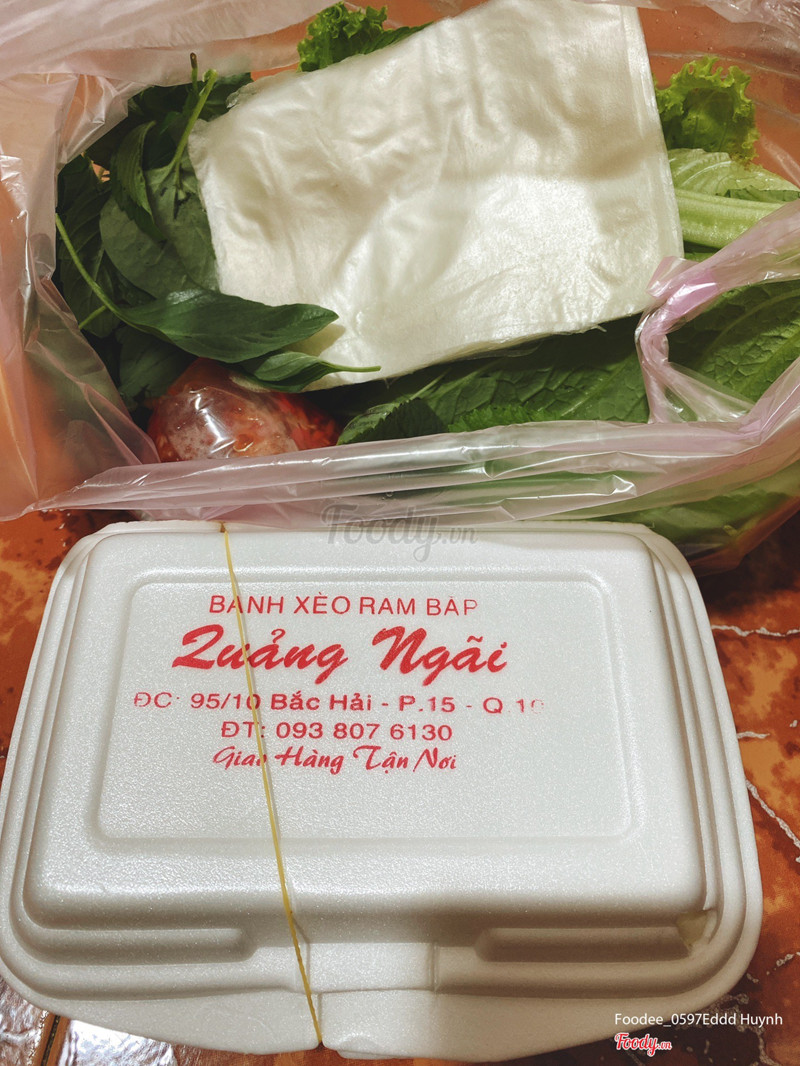 Foody.vn
BÁNH XÈO RAM BẮP
Quảng Ngãi
ĐC: 95/10 Bắc Hải - P.15 - Q.10
ĐT: 093 807 6130
Giao Hàng Tận Nơi
Foodee_0597Eddd Huynh
Foody.vn